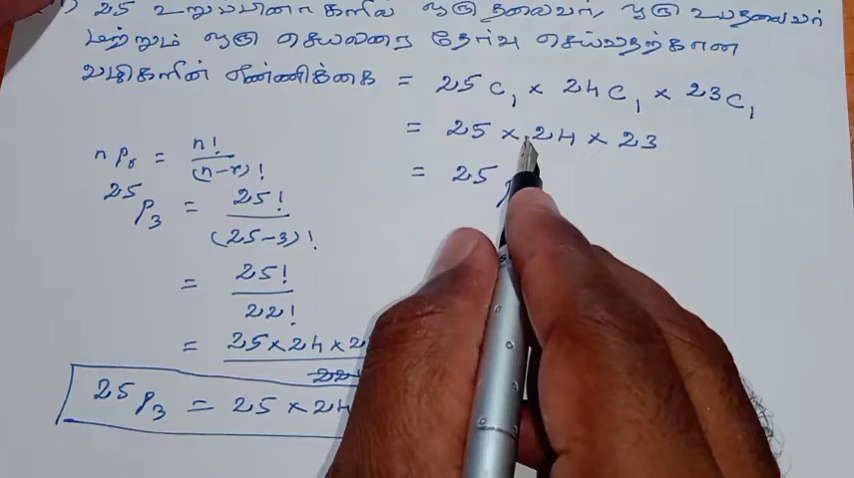 25 உறுப்பினர்களில் ஒரு தலைவர், ஒரு உபதலைவர்
மற்றும் ஒரு செயலரை தேர்வு செய்வதற்கான
வழிகளின் எண்ணிக்கை = 25C₁ × 24C₁ × 23C₁
= 25 × 24 × 23
= 25
nPr = n! / (n-r)!
25P₃ = 25! / (25-3)!
= 25! / 22!
= 25×24×2
25P₃ = 25 × 24